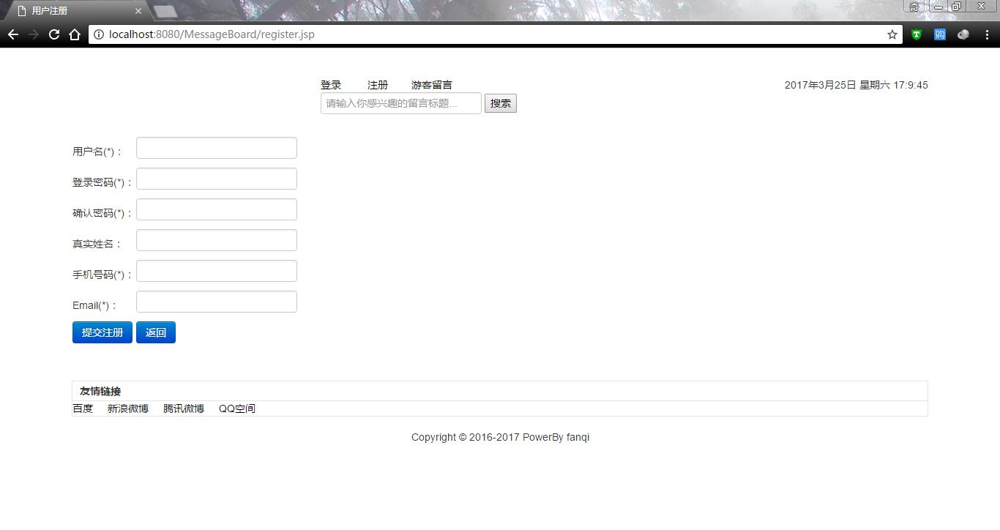 用户注册
奇
localhost:8080/MessageBoard/register.jsp
T 购
登录 注册 游客留言 2017年3月25日 星期六 17:9:45
请输入你感兴趣的留言标题... 搜索
用户名(*)：
登录密码(*)：
确认密码(*)：
真实姓名：
手机号码(*)：
Email(*)：
提交注册 返回
友情链接
百度 新浪微博 腾讯微博 QQ空间
Copyright © 2016-2017 PowerBy fanqi